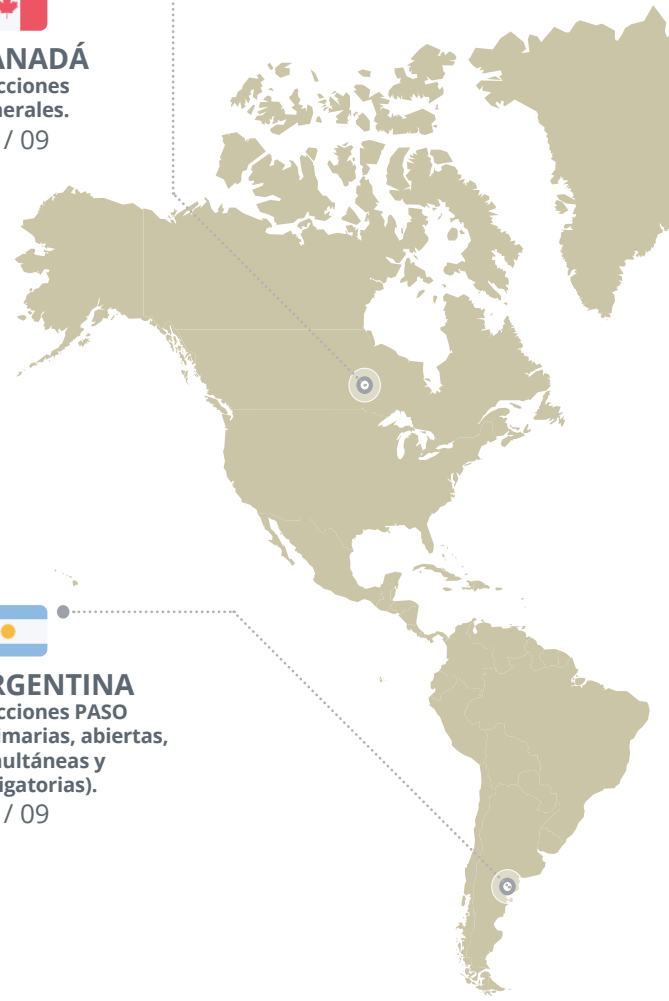 ANADÁ
cciones
nerales.
/ 09
RGENTINA
cciones PASO
imarias, abiertas,
nultáneas y
igatorias).
/ 09